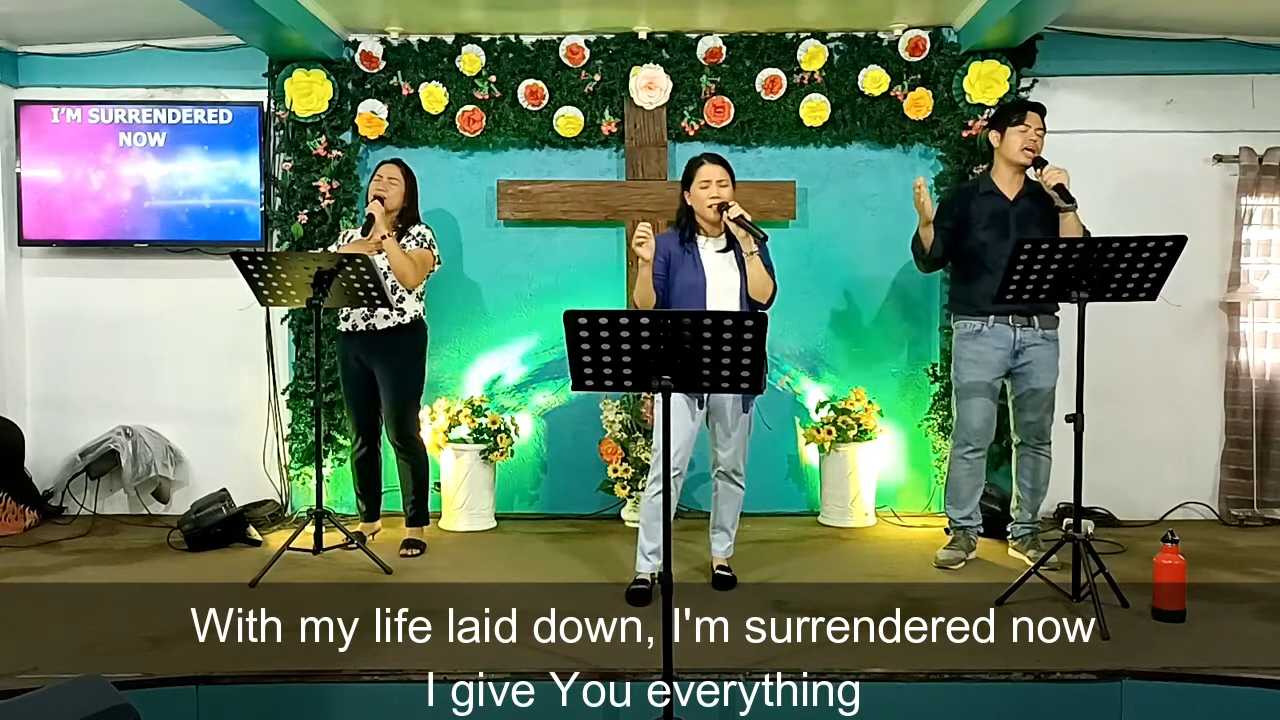 I'M SURRENDERED
NOW
With my life laid down, I'm surrendered now
I give You everything